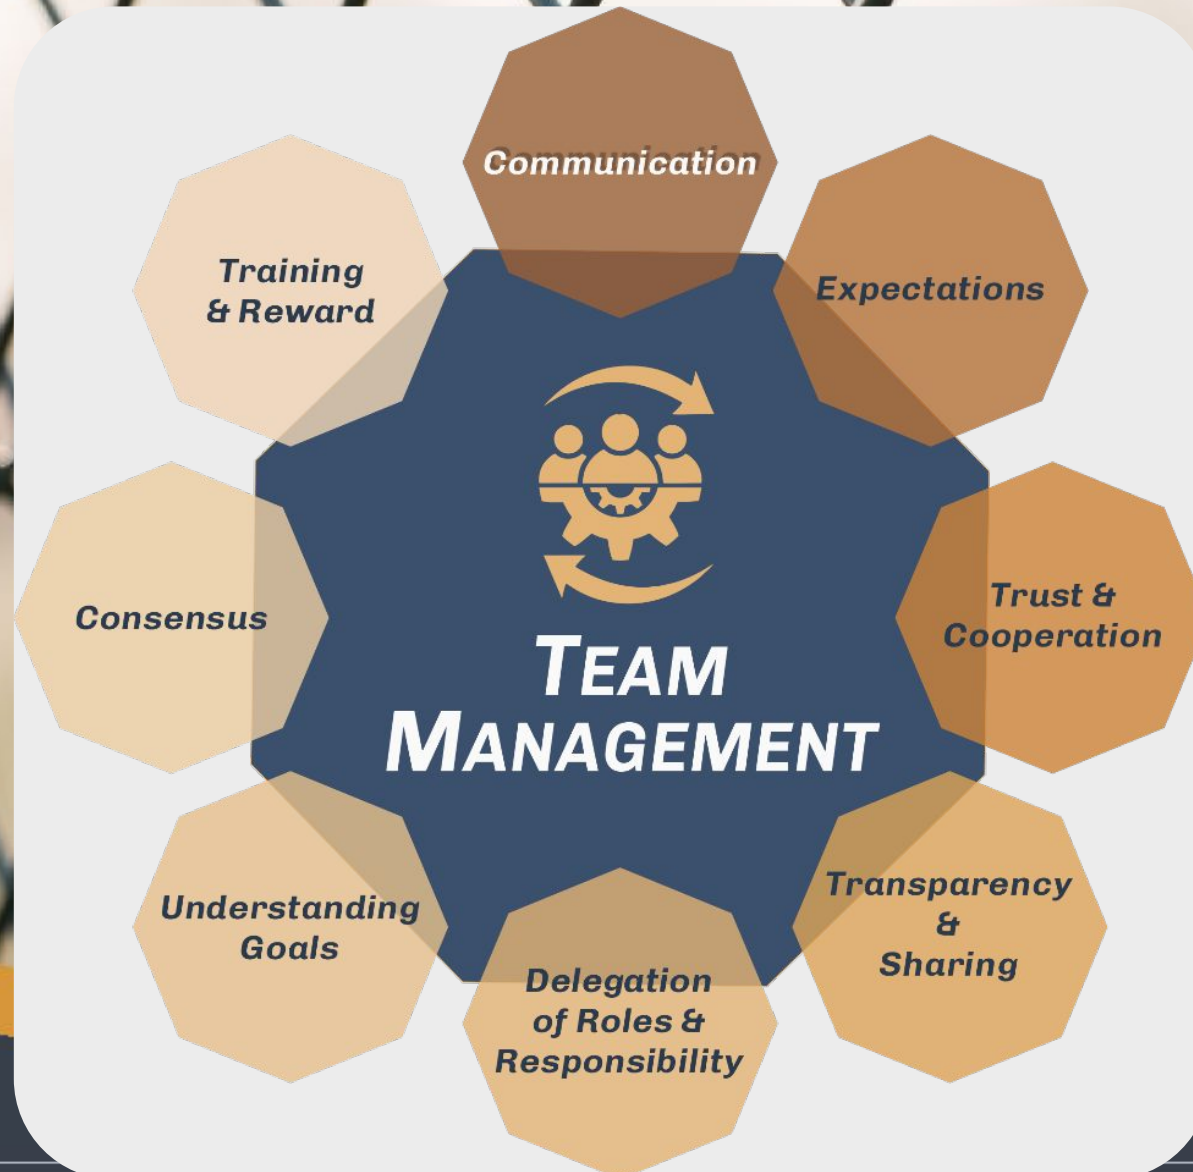 Communication
Expectations
Trust &
Cooperation
Transparency
&
Sharing
Delegation
of Roles &
Responsibility
Understanding
Goals
Consensus
Training
& Reward
TEAM
MANAGEMENT